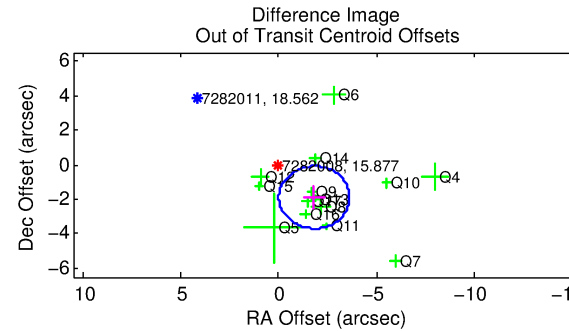 Difference Image
Out of Transit Centroid Offsets
Dec Offset (arcsec)
6
4
2
0
−2
−4
−6
7282011, 18.562
Q6
Q14
7282008, 15.877
Q15
Q10
Q4
Q9
Q16
Q11
Q5
Q7
10
5
0
−5
−10
RA Offset (arcsec)